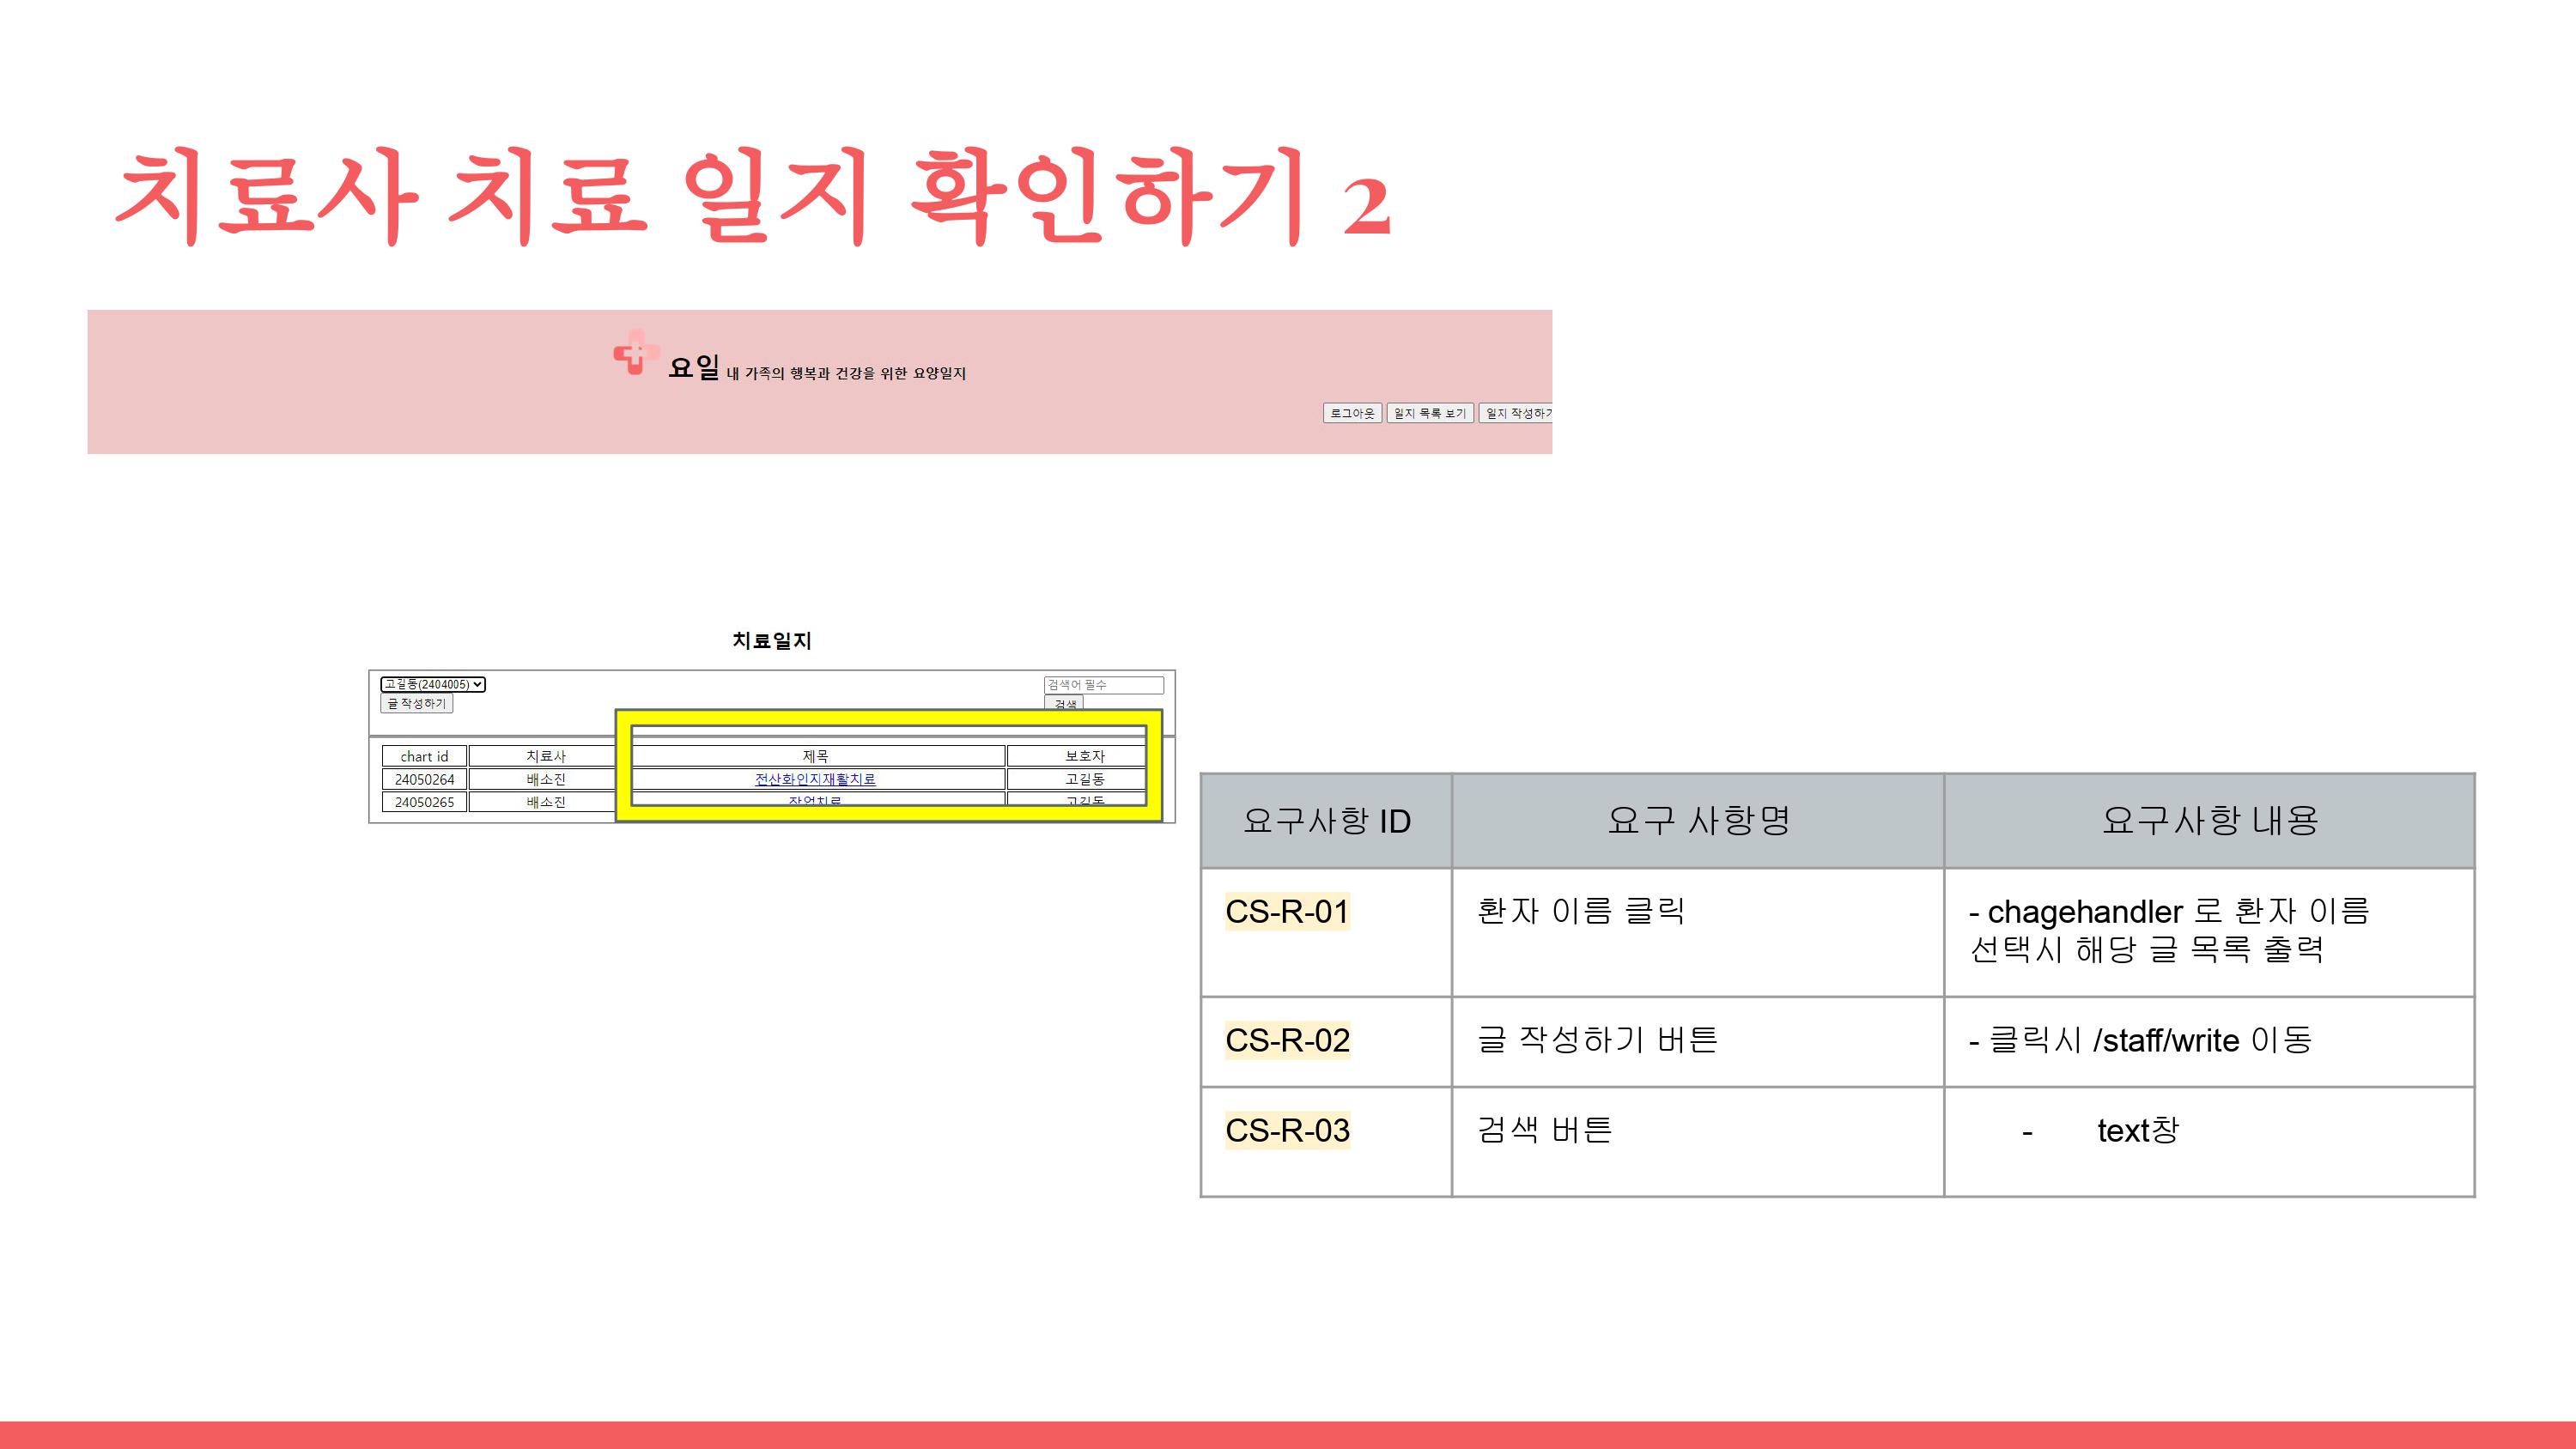 치료사 치료 일지 확인하기 2
요일 내 가족의 행복과 건강을 위한 요양일지
로그아웃 일지 목록 보기 일지 작성하기
치료일지
고길동(2404005) 검색어 필수
글 작성하기 검색
chart id 치료사 제목 보호자
24050264 배소진 전산화인지재활치료 고길동
24050265 배소진 작업치료 고길동
요구사항 ID 요구 사항명 요구사항 내용
CS-R-01 환자 이름 클릭 - chagehandler 로 환자 이름
선택시 해당 글 목록 출력
CS-R-02 글 작성하기 버튼 - 클릭시 /staff/write 이동
CS-R-03 검색 버튼 - text창